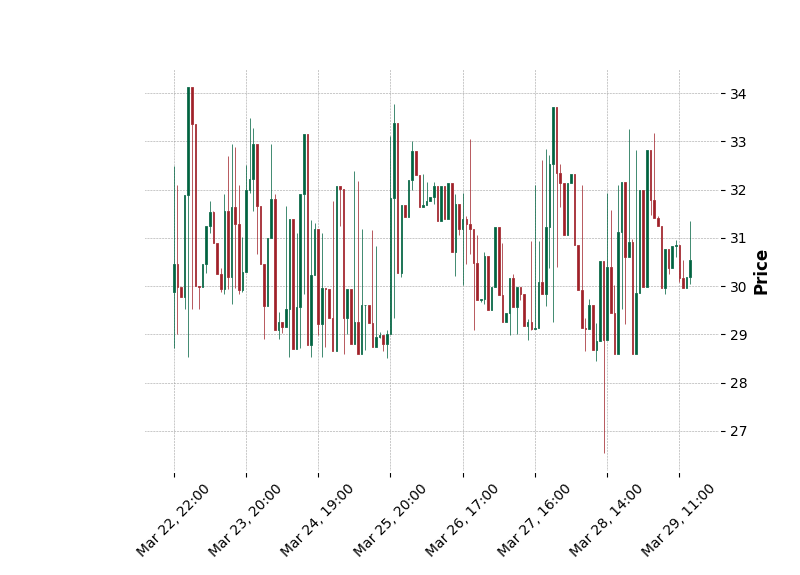 34
33
32
31
30
29
28
27
Price
Mar 22, 22:00
Mar 23, 20:00
Mar 24, 19:00
Mar 25, 20:00
Mar 26, 17:00
Mar 27, 16:00
Mar 28, 14:00
Mar 29, 11:00